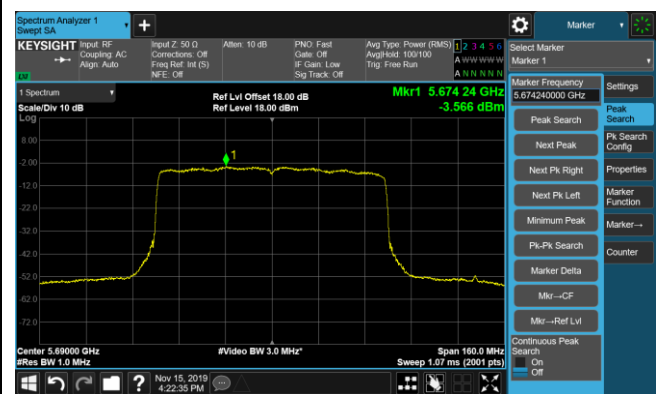 Spectrum Analyzer 1
Swept SA
+
Marker
KEYSIGHT
Input: RF
Coupling: AC
Align: Auto
Input Z: 50 Ω
Corrections: Off
Freq Ref: Int (S)
NFE: Off
Atten: 10 dB
PNO: Fast
Gate: Off
IF Gain: Low
Sig Track: Off
Avg Type: Power (RMS)
Avg|Hold: 100/100
Trig: Free Run
1 2 3 4 5 6
A W W W W W
A N N N N N
LXI
Select Marker
Marker 1
1 Spectrum
Scale/Div 10 dB
Log
Ref Lvl Offset 18.00 dB
Ref Level 18.00 dBm
Mkr1 5.674 24 GHz
-3.566 dBm
8.00
-2.00
-12.0
-22.0
-32.0
-42.0
-52.0
-62.0
-72.0
1
Center 5.69000 GHz
#Res BW 1.0 MHz
#Video BW 3.0 MHz*
Span 160.0 MHz
Sweep 1.07 ms (2001 pts)
Marker Frequency
5.674240000 GHz
Peak Search
Next Peak
Next Pk Right
Next Pk Left
Minimum Peak
Pk-Pk Search
Marker Delta
Mkr→CF
Mkr→Ref Lvl
Continuous Peak
Search
On
Off
Settings
Peak
Search
Pk Search
Config
Properties
Marker
Function
Marker→
Counter
?
Nov 15, 2019
4:22:35 PM